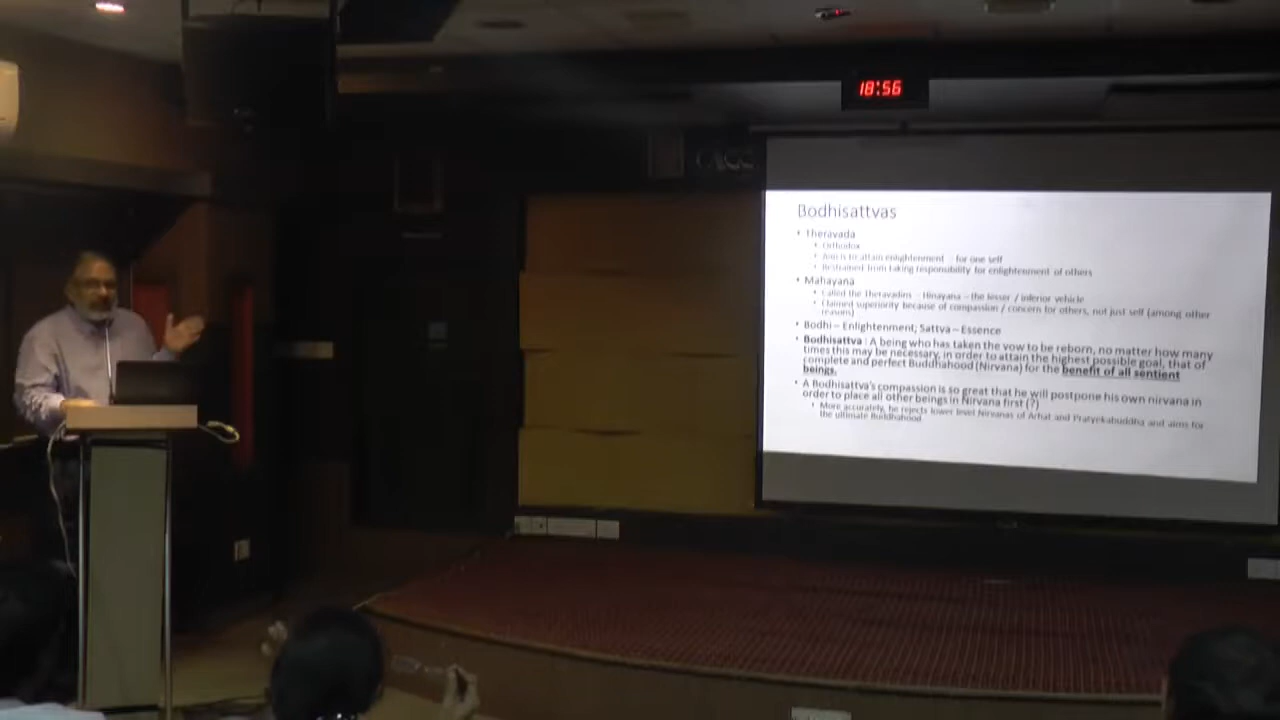 18:56
Bodhisattvas
• Theravada
• Orthodox
• Aim is to attain enlightenment - for one self
• Restrained from taking responsibility for enlightenment of others
• Mahayana
• Called the Theravadins - Hinayana - the lesser / inferior vehicle
• Claimed superiority because of compassion / concern for others, not just self (among other
reasons)
• Bodhi – Enlightenment; Sattva – Essence
• Bodhisattva : A being who has taken the vow to be reborn, no matter how many
times this may be necessary, in order to attain the highest possible goal, that of
complete and perfect Buddhahood (Nirvana) for the benefit of all sentient
beings.
• A Bodhisattva's compassion is so great that he will postpone his own nirvana in
order to place all other beings in Nirvana first (?)
• More accurately, he rejects lower level Nirvanas of Arhat and Pratyekabuddha and aims for
the ultimate Buddhahood